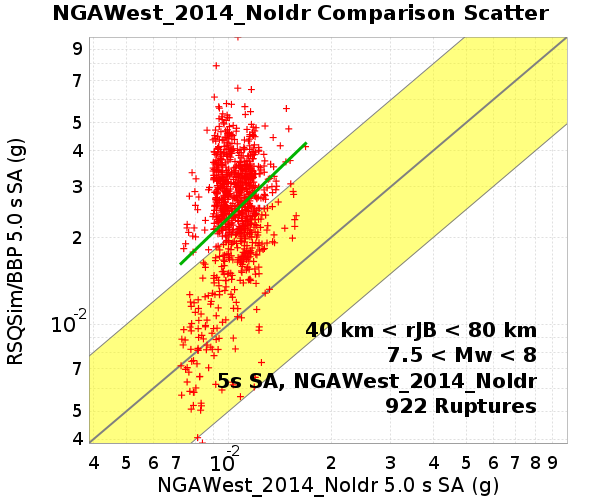 NGAWest_2014_NoIdr Comparison Scatter
RSQSim/BBP 5.0 s SA (g)
9
7
5
4
3
2
10⁻²
7
5
4
40 km < rJB < 80 km
7.5 < Mw < 8
5s SA, NGAWest_2014_NoIdr
922 Ruptures
4 5 6 7 10⁻² 2 3 4 5 6 7 8 9
NGAWest_2014_NoIdr 5.0 s SA (g)